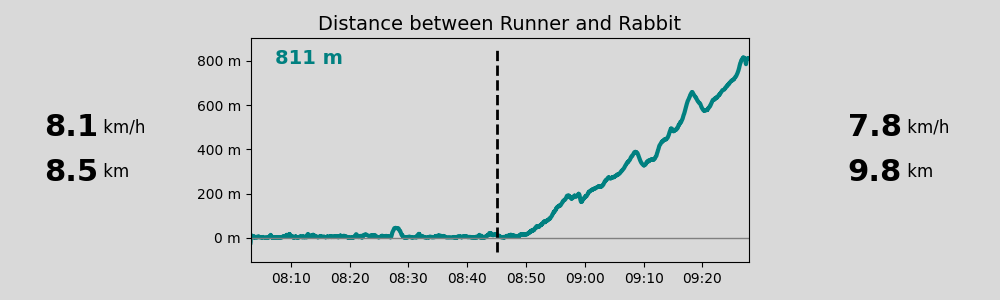 Distance between Runner and Rabbit
811 m
800 m
600 m
400 m
200 m
0 m
08:10 08:20 08:30 08:40 08:50 09:00 09:10 09:20
8.1 km/h
8.5 km
7.8 km/h
9.8 km